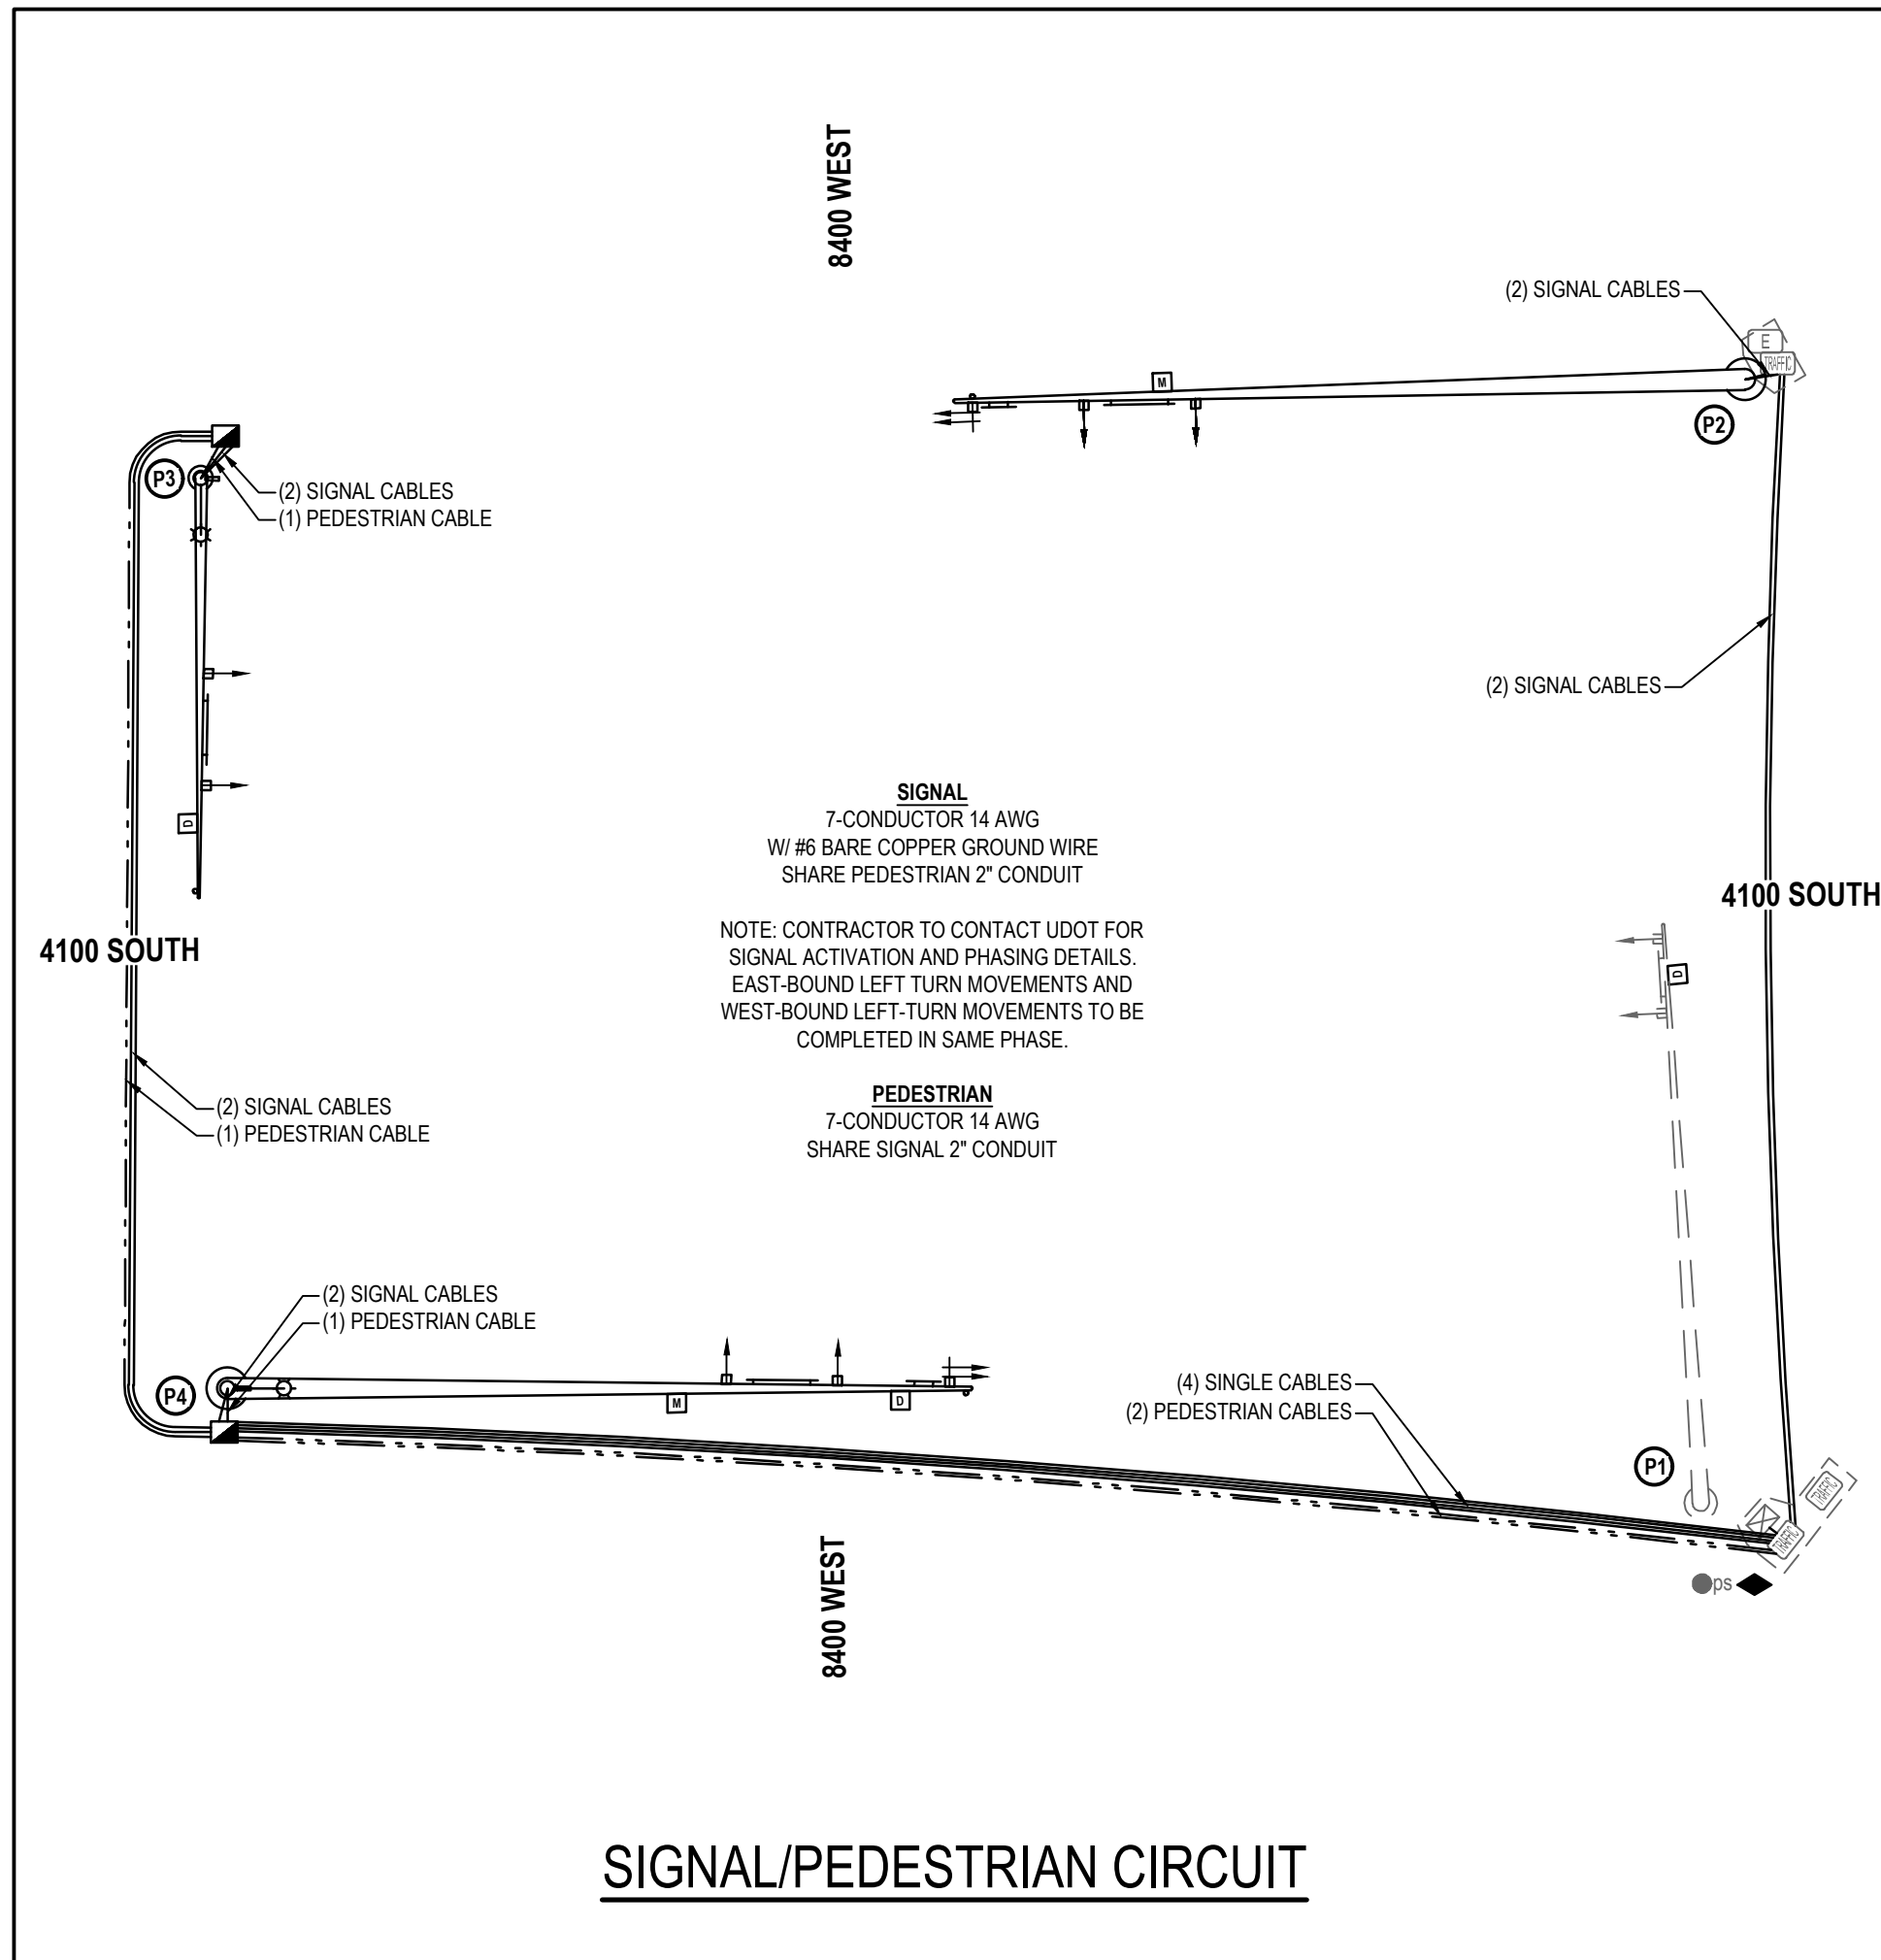 8400 WEST
(2) SIGNAL CABLES
E
TRAFFIC
M
P2
P3
(2) SIGNAL CABLES
(1) PEDESTRIAN CABLE
(2) SIGNAL CABLES
D
SIGNAL
7-CONDUCTOR 14 AWG
W/ #6 BARE COPPER GROUND WIRE
SHARE PEDESTRIAN 2" CONDUIT
4100 SOUTH
4100 SOUTH
NOTE: CONTRACTOR TO CONTACT UDOT FOR
SIGNAL ACTIVATION AND PHASING DETAILS.
EAST-BOUND LEFT TURN MOVEMENTS AND
WEST-BOUND LEFT-TURN MOVEMENTS TO BE
COMPLETED IN SAME PHASE.
D
PEDESTRIAN
7-CONDUCTOR 14 AWG
SHARE SIGNAL 2" CONDUIT
(2) SIGNAL CABLES
(1) PEDESTRIAN CABLE
(2) SIGNAL CABLES
(1) PEDESTRIAN CABLE
P4
M
D
(4) SINGLE CABLES
(2) PEDESTRIAN CABLES
P1
TRAFFIC
TRAFFIC
ps
8400 WEST
SIGNAL/PEDESTRIAN CIRCUIT